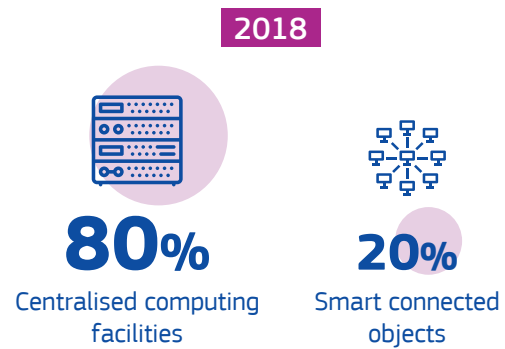 2018
80%
20%
Centralised computing
facilities
Smart connected
objects